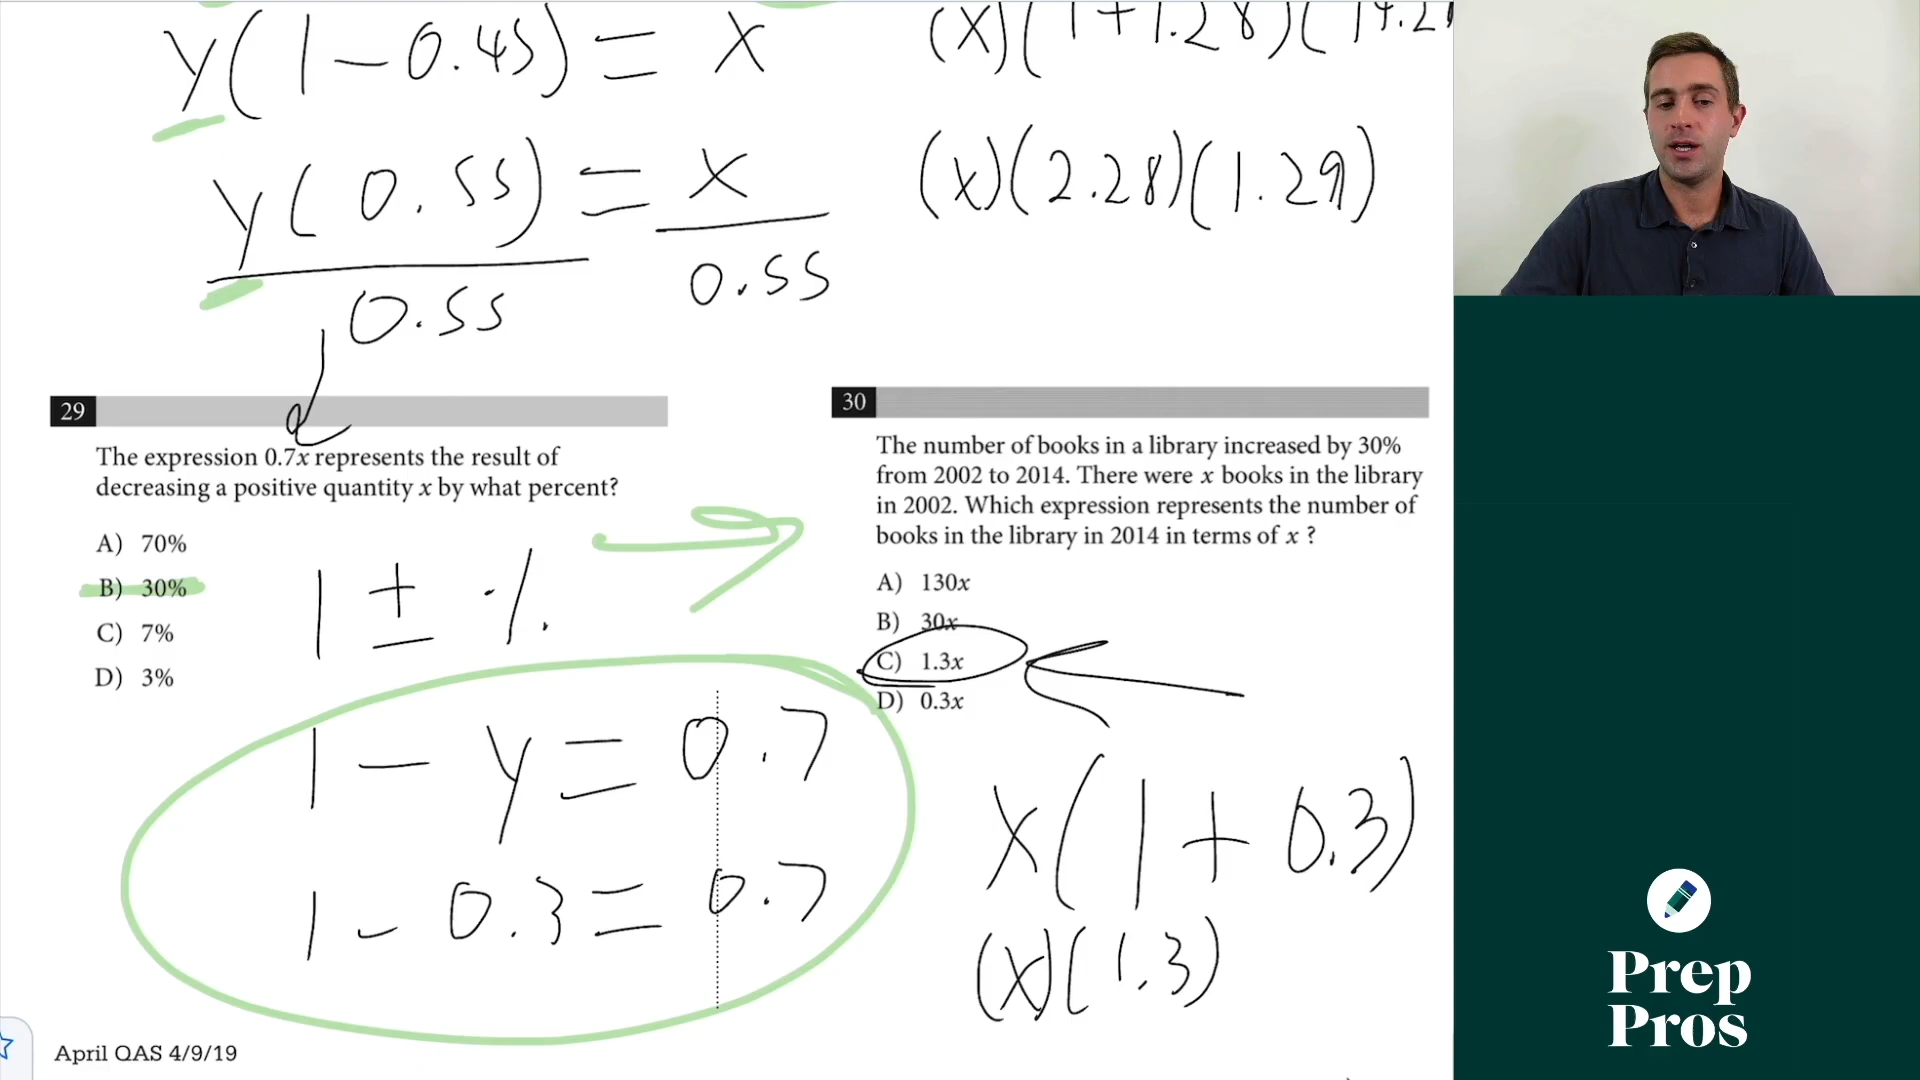 y(1-0.45) = x
y(0.55) = x
0.55 0.55
(x)(1+1.28)(
(x)(2.28)(1.29)
29
The expression 0.7x represents the result of
decreasing a positive quantity x by what percent?
A) 70%
B) 30%
C) 7%
D) 3%
1 ± %
1 - y = 0.7
1 - 0.3 = 0.7
30
The number of books in a library increased by 30%
from 2002 to 2014. There were x books in the library
in 2002. Which expression represents the number of
books in the library in 2014 in terms of x ?
A) 130x
B) 30x
C) 1.3x
D) 0.3x
x(1 + 0.3)
(x)(1.3)
April QAS 4/9/19
Prep
Pros